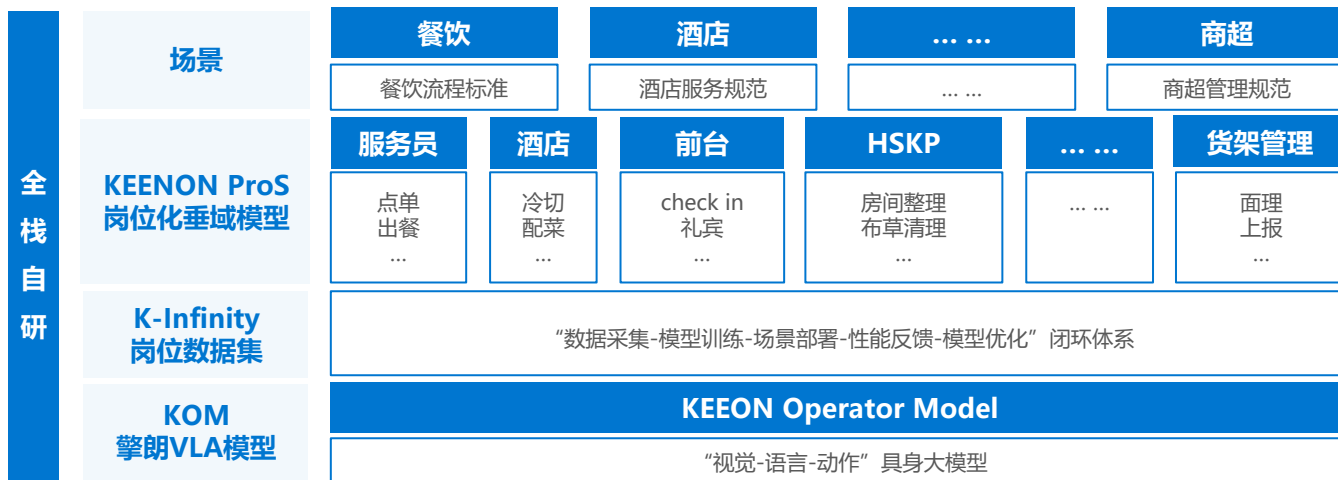 全栈自研
场景
餐饮
酒店
... ...
商超
餐饮流程标准
酒店服务规范
... ...
商超管理规范
KEENON ProS
岗位化垂域模型
服务员
酒店
前台
HSKP
... ...
货架管理
点单
出餐
...
冷切
配菜
...
check in
礼宾
...
房间整理
布草清理
...
... ...
面理
上报
...
K-Infinity
岗位数据集
“数据采集-模型训练-场景部署-性能反馈-模型优化”闭环体系
KOM
擎朗VLA模型
KEEON Operator Model
“视觉-语言-动作”具身大模型